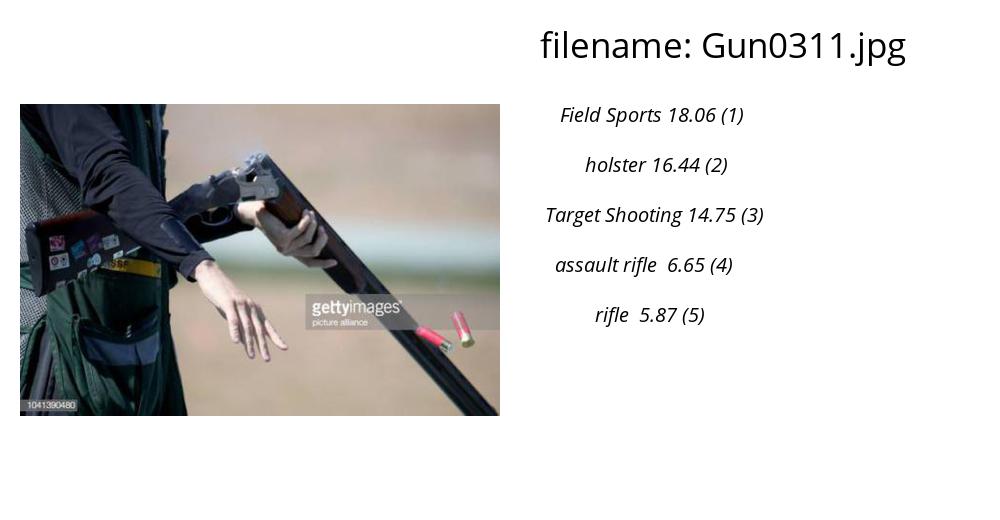 filename: Gun0311.jpg
Field Sports 18.06 (1)
holster 16.44 (2)
Target Shooting 14.75 (3)
assault rifle 6.65 (4)
rifle 5.87 (5)
gettyimages®
picture alliance
1041390480